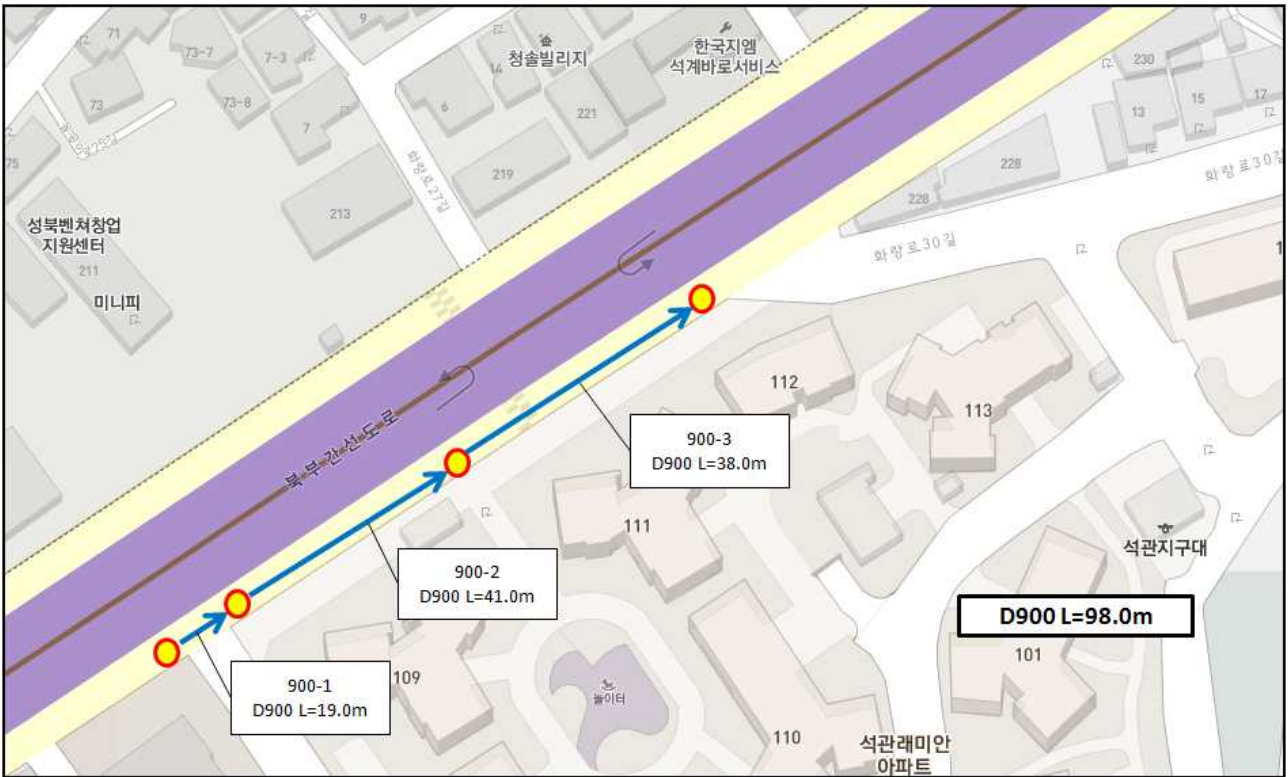 9
71
73-7
7-3
청솔빌리지
한국지엠
석계바로서비스
14
230
73
73-8
6
221
13
15
17
7
75
화랑로27길
219
228
화랑로30길
213
228
성북벤쳐창업
지원센터
화랑로30길
211
미니피
112
113
북부간선도로
900-3
D900 L=38.0m
111
석관지구대
900-2
D900 L=41.0m
D900 L=98.0m
101
109
900-1
D900 L=19.0m
놀이터
110
석관래미안
아파트